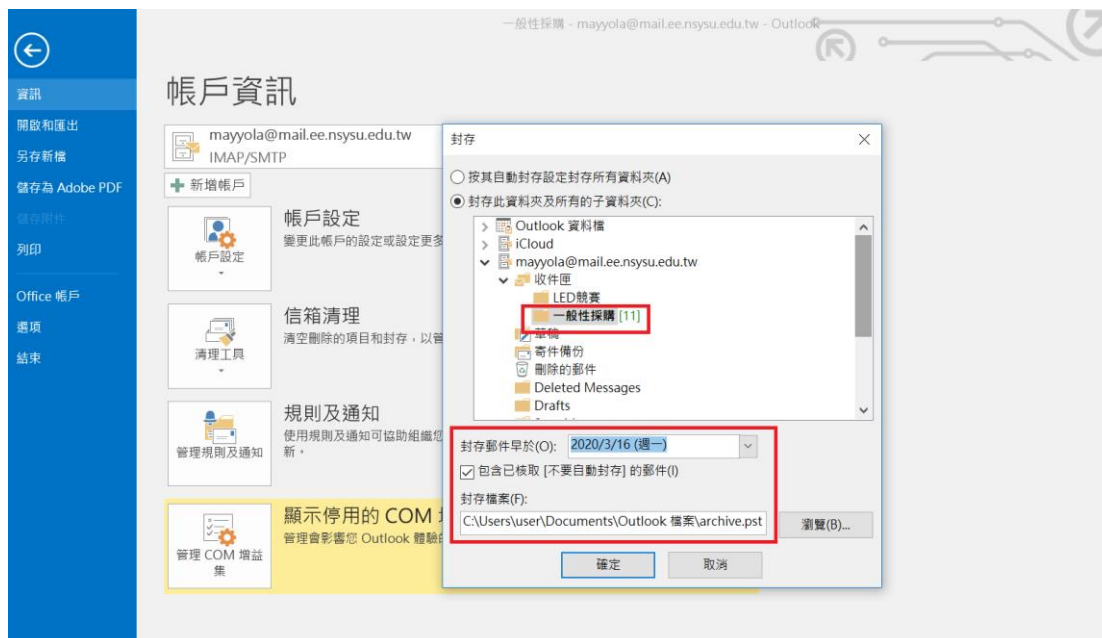 一般性採購 - mayyola@mail.ee.nsysu.edu.tw - Outlook
資訊
開啟和匯出
另存新檔
儲存為 Adobe PDF
儲存附件
列印
Office 帳戶
選項
結束
帳戶資訊
mayyola@mail.ee.nsysu.edu.tw
IMAP/SMTP
新增帳戶
帳戶設定
帳戶設定
變更此帳戶的設定或設定更多
清理工具
信箱清理
清空刪除的項目和封存，以管
管理規則及通知
規則及通知
使用規則及通知可協助組織您
新。
管理 COM 增益
集
顯示停用的 COM
管理會影響您 Outlook 體驗的
封存
按其自動封存設定封存所有資料夾(A)
封存此資料夾及所有的子資料夾(C):
Outlook 資料檔
iCloud
mayyola@mail.ee.nsysu.edu.tw
收件匣
LED競賽
一般性採購 [11]
草稿
寄件備份
刪除的郵件
Deleted Messages
Drafts
封存郵件早於(O): 2020/3/16 (週一)
包含已核取 [不要自動封存] 的郵件(I)
封存檔案(F):
C:\Users\user\Documents\Outlook 檔案\archive.pst
瀏覽(B)...
確定
取消